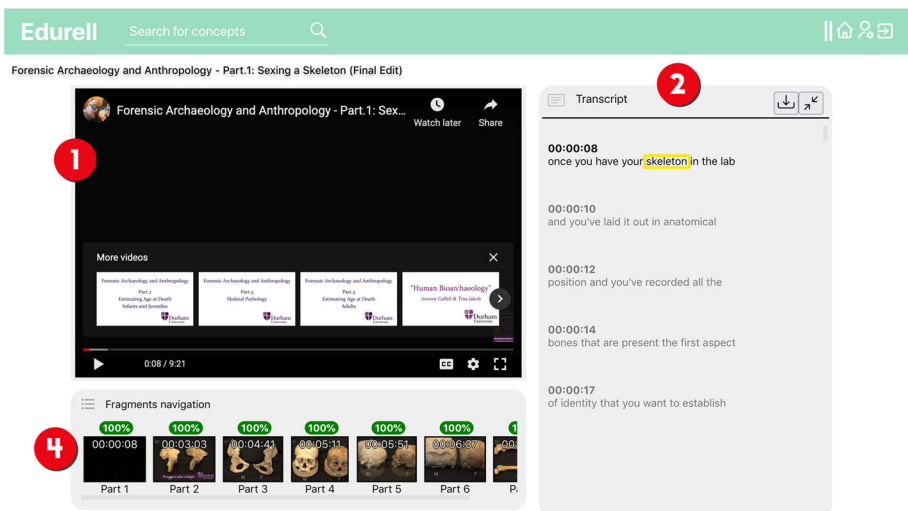 Edurell
Search for concepts
Forensic Archaeology and Anthropology - Part.1: Sexing a Skeleton (Final Edit)
1
Forensic Archaeology and Anthropology - Part.1: Sex...
Watch later
Share
More videos
Forensic Archaeology and Anthropology
Part.2
Estimating Age at Death
Infants and Juveniles
Durham
University
Forensic Archaeology and Anthropology
Part.5
Skeletal Pathology
Durham
University
Forensic Archaeology and Anthropology
Part.3
Estimating Age at Death
Adults
Durham
University
"Human Bioarchaeology"
Anwen Caffell & Tina Jakob
Durham
University
0:08 / 9:21
CC
2
Transcript
00:00:08
once you have your skeleton in the lab
00:00:10
and you've laid it out in anatomical
00:00:12
position and you've recorded all the
00:00:14
bones that are present the first aspect
00:00:17
of identity that you want to establish
4
Fragments navigation
100% 100% 100% 100% 100% 100% 1
00:00:08 00:03:03 00:04:41 00:05:11 00:05:51 00:06:37 00:
Part 1 Part 2 Part 3 Part 4 Part 5 Part 6 P